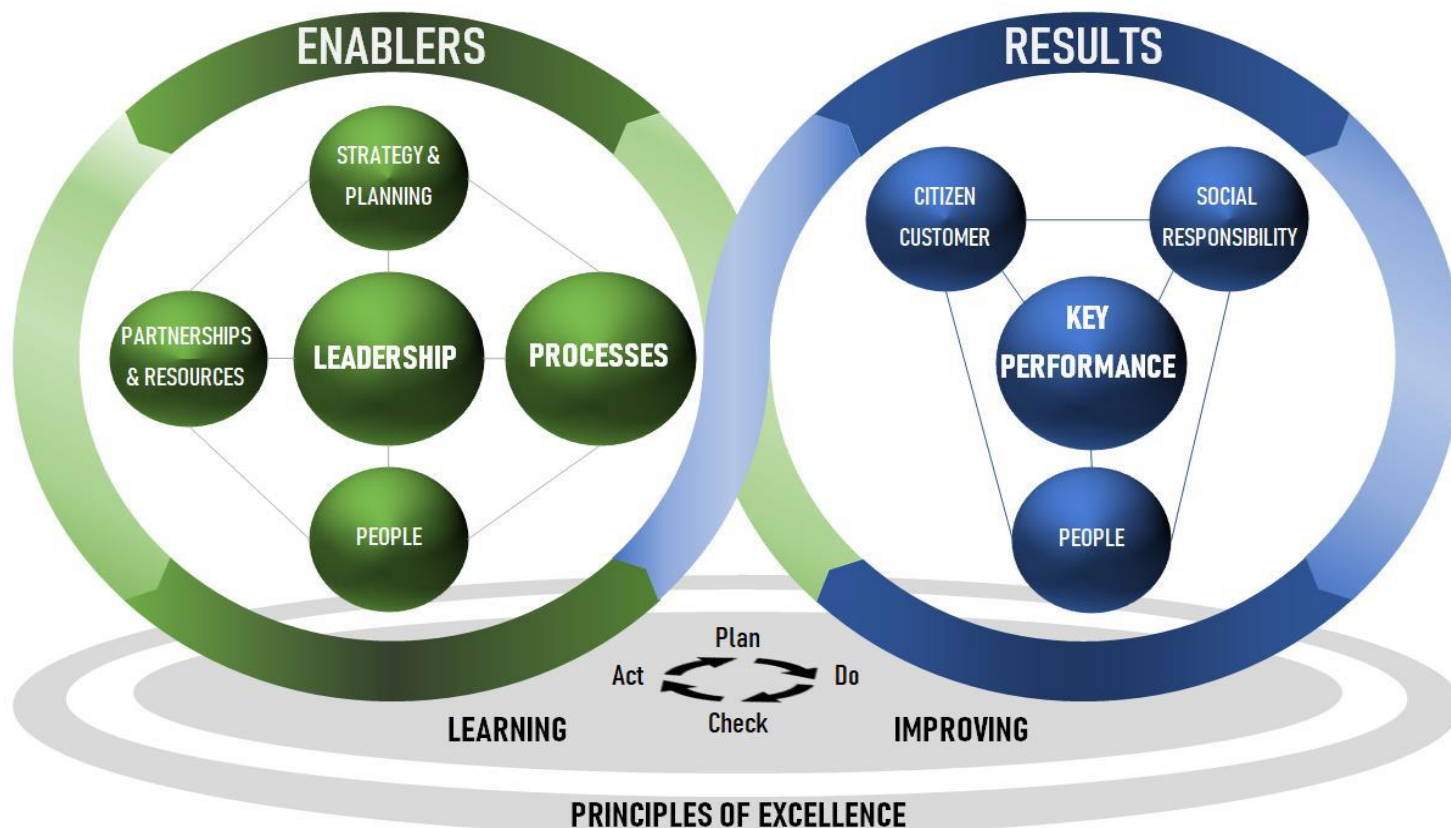 ENABLERS
RESULTS
STRATEGY &
PLANNING
PARTNERSHIPS
& RESOURCES
LEADERSHIP
PROCESSES
PEOPLE
CITIZEN
CUSTOMER
SOCIAL
RESPONSIBILITY
KEY
PERFORMANCE
PEOPLE
Plan
Act
Do
Check
LEARNING
IMPROVING
PRINCIPLES OF EXCELLENCE